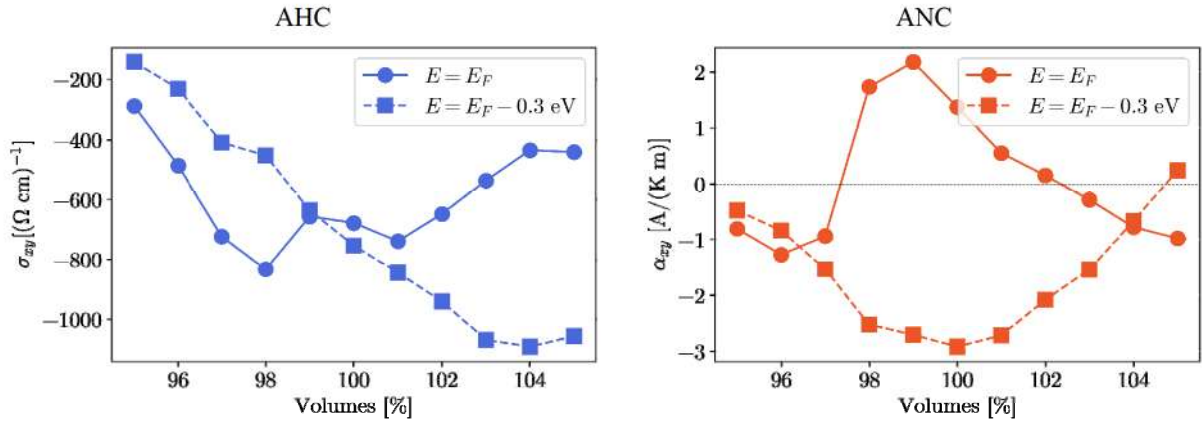 AHC
E = E_F
E = E_F − 0.3 eV
−200
−400
−600
−800
−1000
σ_xy[(Ω cm)⁻¹]
96
98
100
102
104
Volumes [%]
ANC
E = E_F
E = E_F − 0.3 eV
2
1
0
−1
−2
−3
α_xy [A/(K m)]
96
98
100
102
104
Volumes [%]